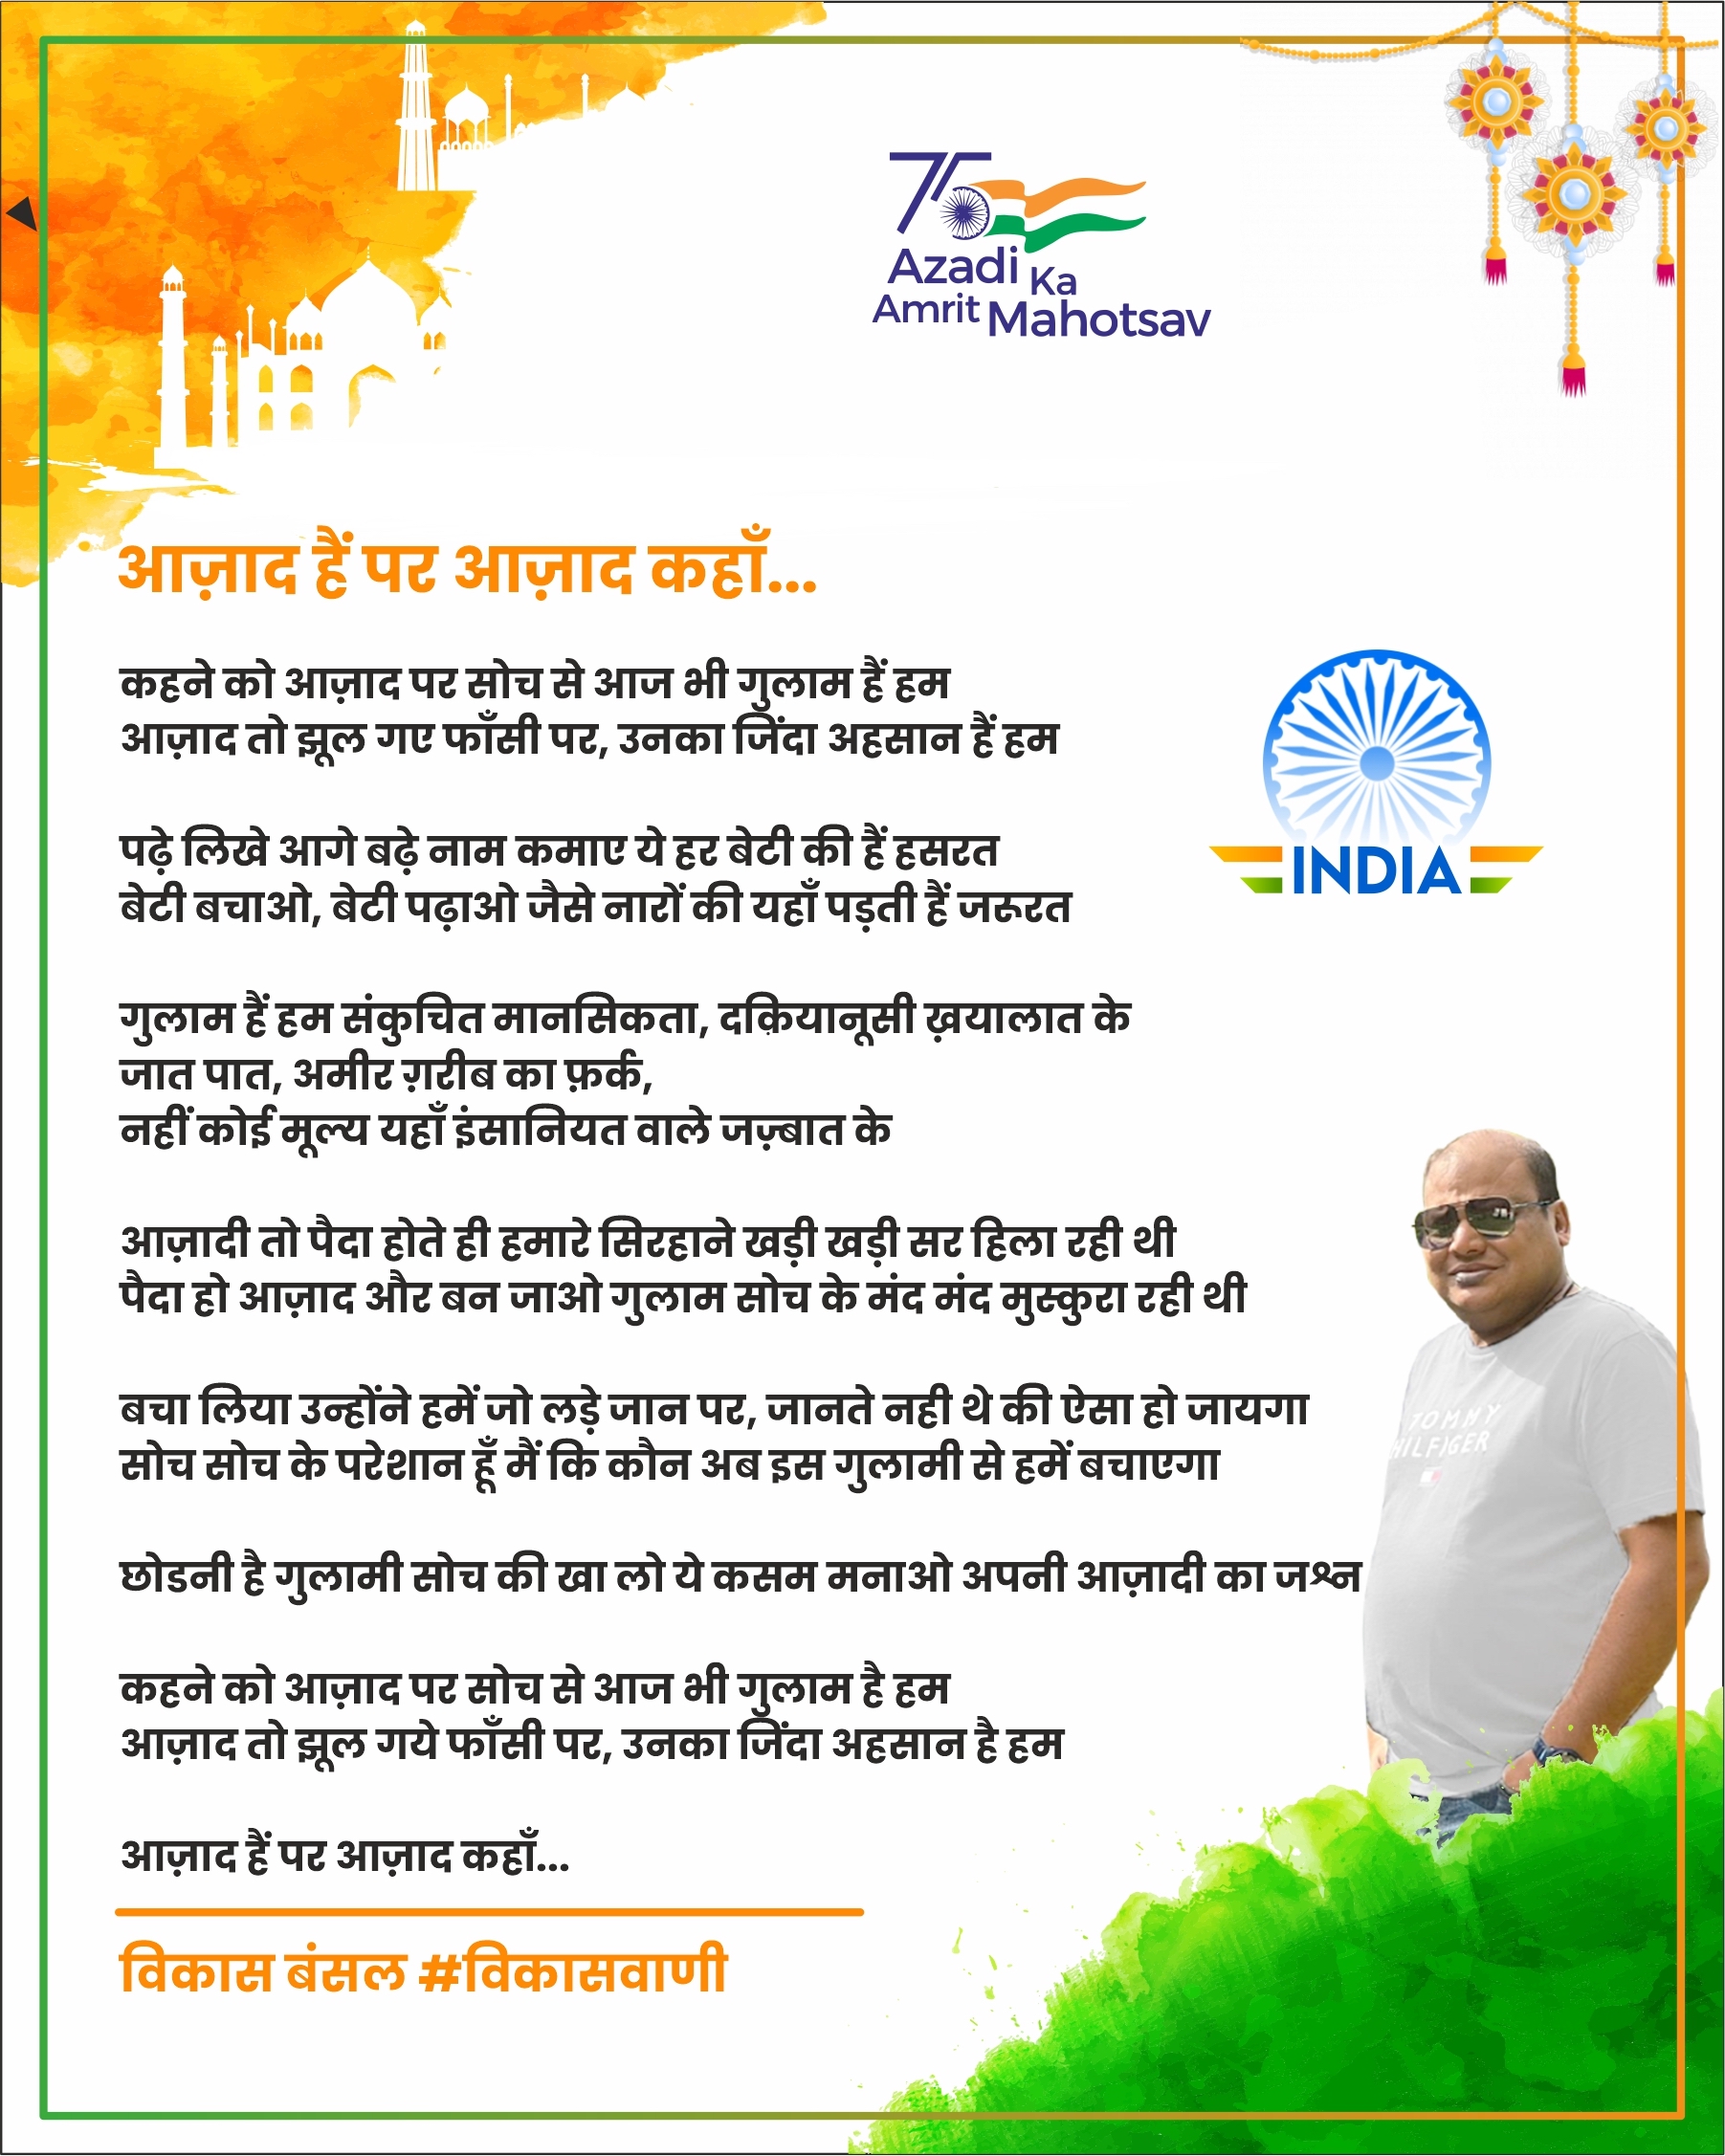 75
Azadi Ka
Amrit Mahotsav
आज़ाद हैं पर आज़ाद कहाँ...
कहने को आज़ाद पर सोच से आज भी गुलाम हैं हम
आज़ाद तो झूल गए फाँसी पर, उनका जिंदा अहसान हैं हम
पढ़े लिखे आगे बढ़े नाम कमाए ये हर बेटी की हैं हसरत
बेटी बचाओ, बेटी पढ़ाओ जैसे नारों की यहाँ पड़ती हैं जरूरत
INDIA
गुलाम हैं हम संकुचित मानसिकता, दक़ियानूसी ख़यालात के
जात पात, अमीर ग़रीब का फ़र्क,
नहीं कोई मूल्य यहाँ इंसानियत वाले जज़्बात के
आज़ादी तो पैदा होते ही हमारे सिरहाने खड़ी खड़ी सर हिला रही थी
पैदा हो आज़ाद और बन जाओ गुलाम सोच के मंद मंद मुस्कुरा रही थी
बचा लिया उन्होंने हमें जो लड़े जान पर, जानते नही थे की ऐसा हो जायगा
सोच सोच के परेशान हूँ मैं कि कौन अब इस गुलामी से हमें बचाएगा
TOMMY
HILFIGER
छोडनी है गुलामी सोच की खा लो ये कसम मनाओ अपनी आज़ादी का जश्न
कहने को आज़ाद पर सोच से आज भी गुलाम है हम
आज़ाद तो झूल गये फाँसी पर, उनका जिंदा अहसान है हम
आज़ाद हैं पर आज़ाद कहाँ...
विकास बंसल #विकासवाणी